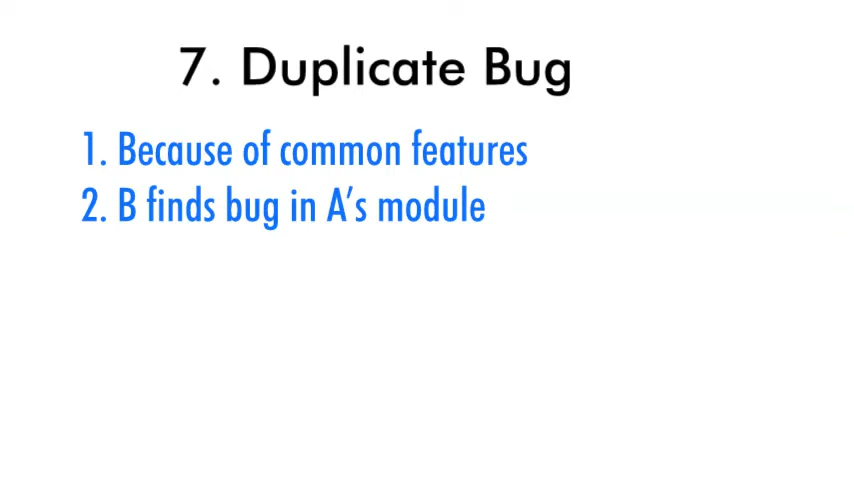 7. Duplicate Bug
1. Because of common features
2. B finds bug in A’s module